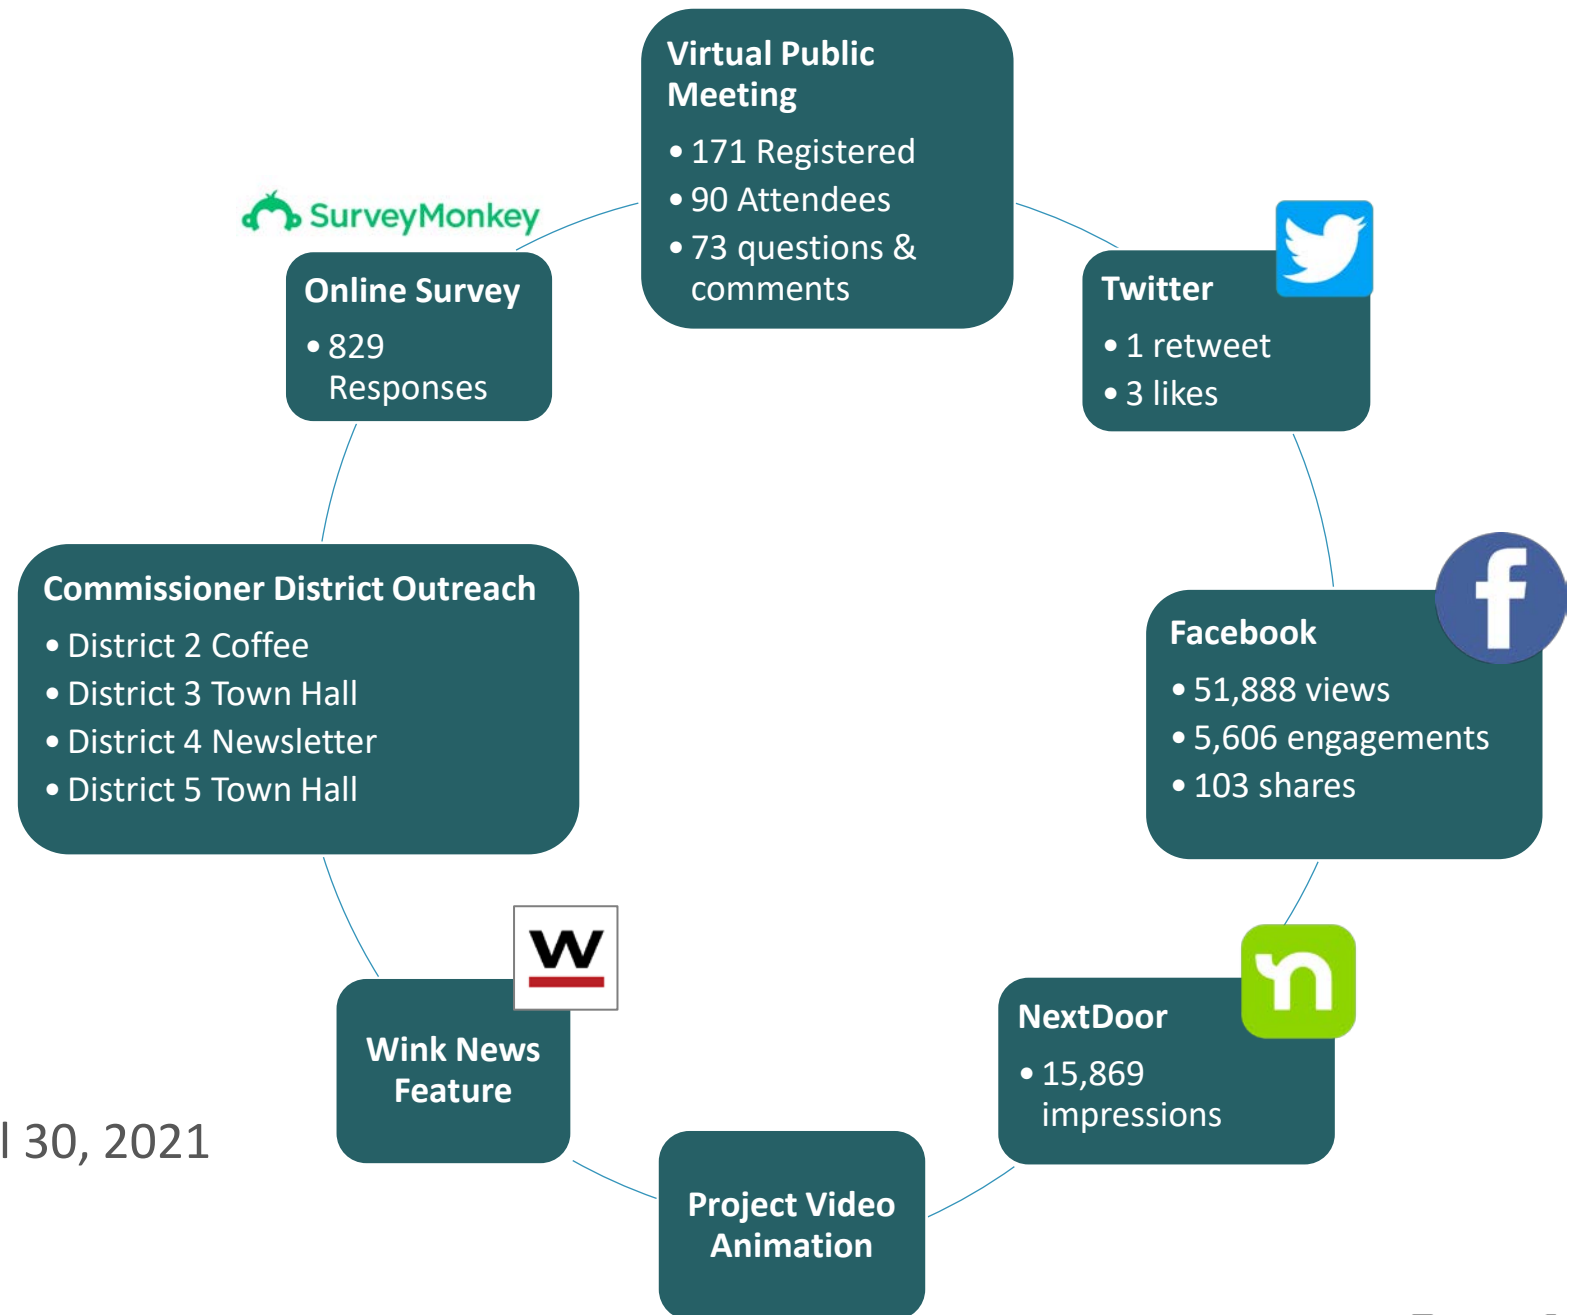 Virtual Public
Meeting
• 171 Registered
• 90 Attendees
• 73 questions &
comments
SurveyMonkey
Online Survey
• 829
Responses
Twitter
• 1 retweet
• 3 likes
Commissioner District Outreach
• District 2 Coffee
• District 3 Town Hall
• District 4 Newsletter
• District 5 Town Hall
f
Facebook
• 51,888 views
• 5,606 engagements
• 103 shares
w
Wink News
Feature
n
NextDoor
• 15,869
impressions
l 30, 2021
Project Video
Animation